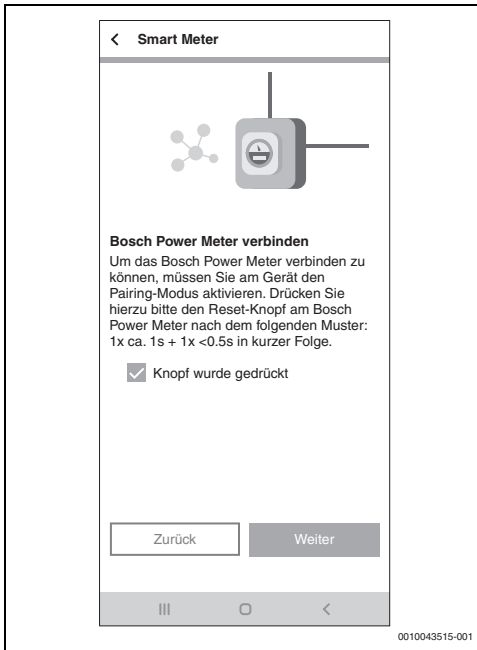 Smart Meter
Bosch Power Meter verbinden
Um das Bosch Power Meter verbinden zu
können, müssen Sie am Gerät den
Pairing-Modus aktivieren. Drücken Sie
hierzu bitte den Reset-Knopf am Bosch
Power Meter nach dem folgenden Muster:
1x ca. 1s + 1x <0.5s in kurzer Folge.
Knopf wurde gedrückt
Zurück
Weiter
0010043515-001